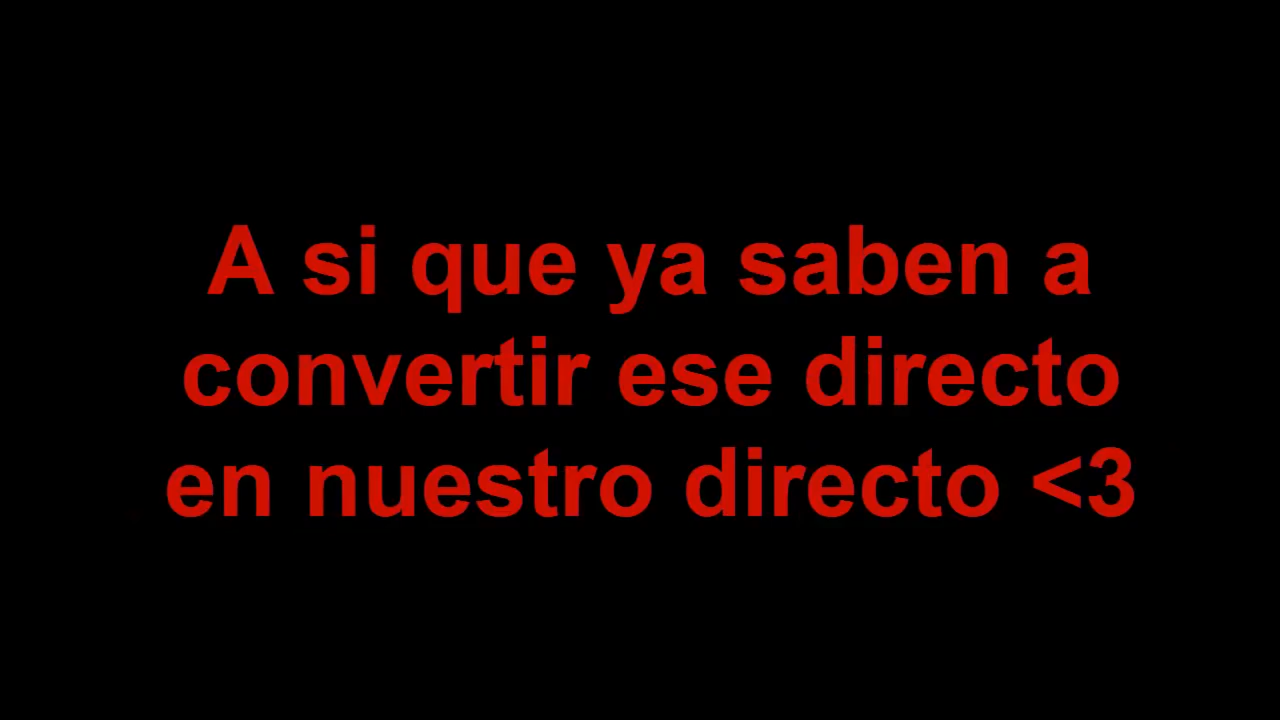 A si que ya saben a
convertir ese directo
en nuestro directo <3